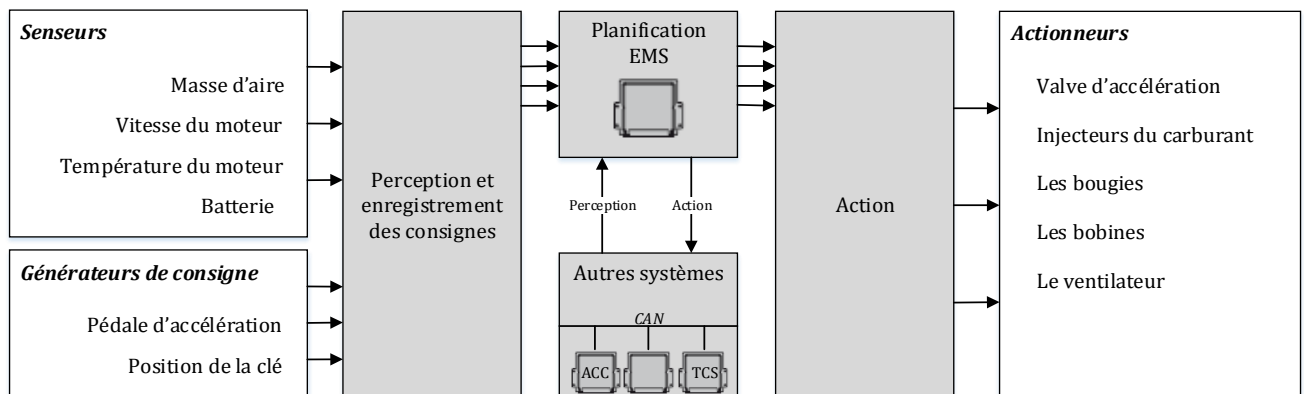 Senseurs
Masse d'aire
Vitesse du moteur
Température du moteur
Batterie
Générateurs de consigne
Pédale d'accélération
Position de la clé
Perception et
enregistrement
des consignes
Planification
EMS
Perception
Action
Autres systèmes
CAN
ACC
TCS
Action
Actionneurs
Valve d'accélération
Injecteurs du carburant
Les bougies
Les bobines
Le ventilateur